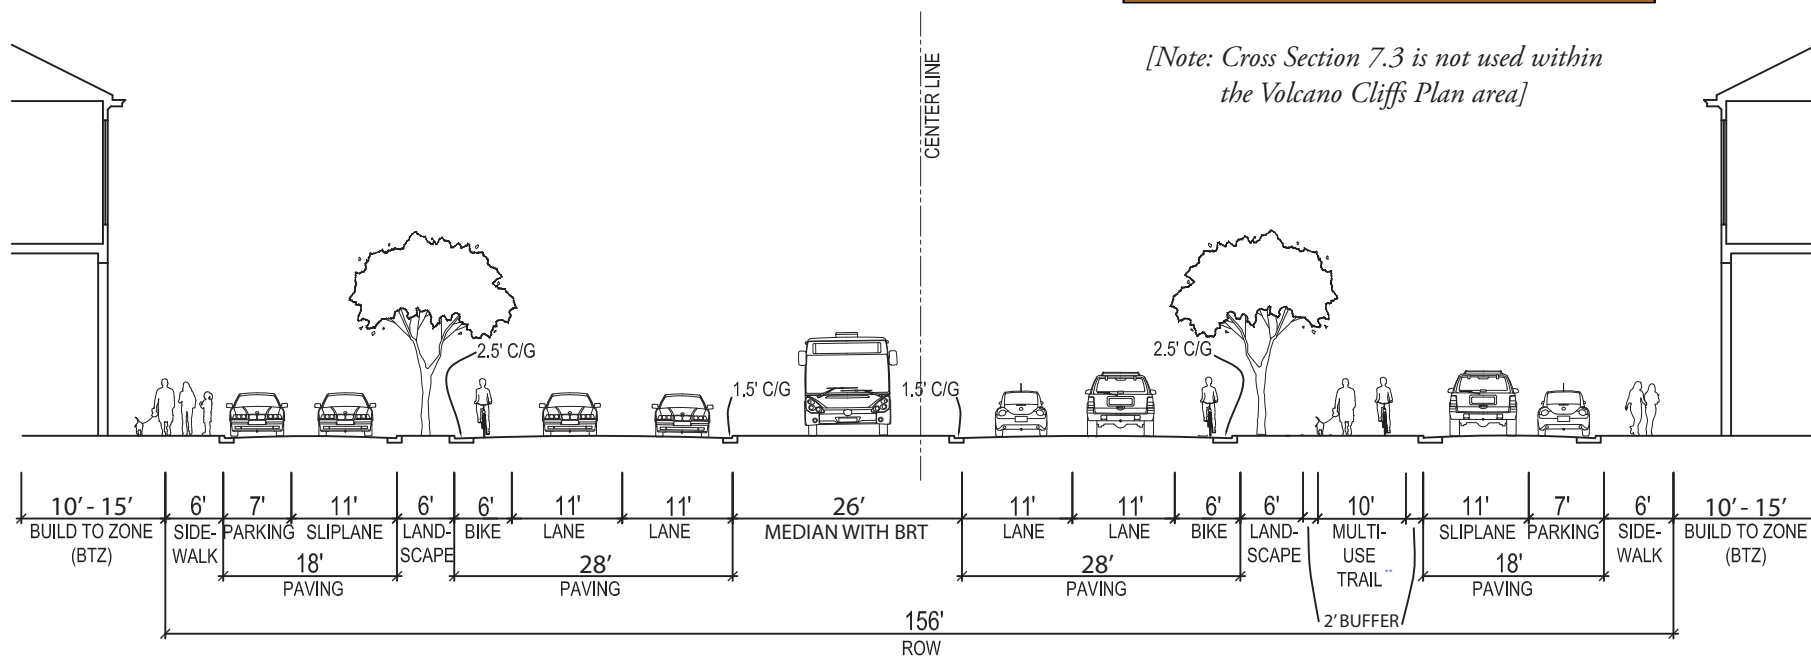 [Note: Cross Section 7.3 is not used within
the Volcano Cliffs Plan area]
CENTER LINE
2.5' C/G
1.5' C/G
1.5' C/G
2.5' C/G
10' - 15'
BUILD TO ZONE
(BTZ)
6'
SIDE-
WALK
7'
PARKING
11'
SLIPLANE
18'
PAVING
6'
LAND-
SCAPE
6'
BIKE
11'
LANE
11'
LANE
28'
PAVING
26'
MEDIAN WITH BRT
11'
LANE
11'
LANE
6'
BIKE
28'
PAVING
6'
LAND-
SCAPE
10'
MULTI-
USE
TRAIL
2' BUFFER
11'
SLIPLANE
7'
PARKING
18'
PAVING
6'
SIDE-
WALK
10' - 15'
BUILD TO ZONE
(BTZ)
156'
ROW